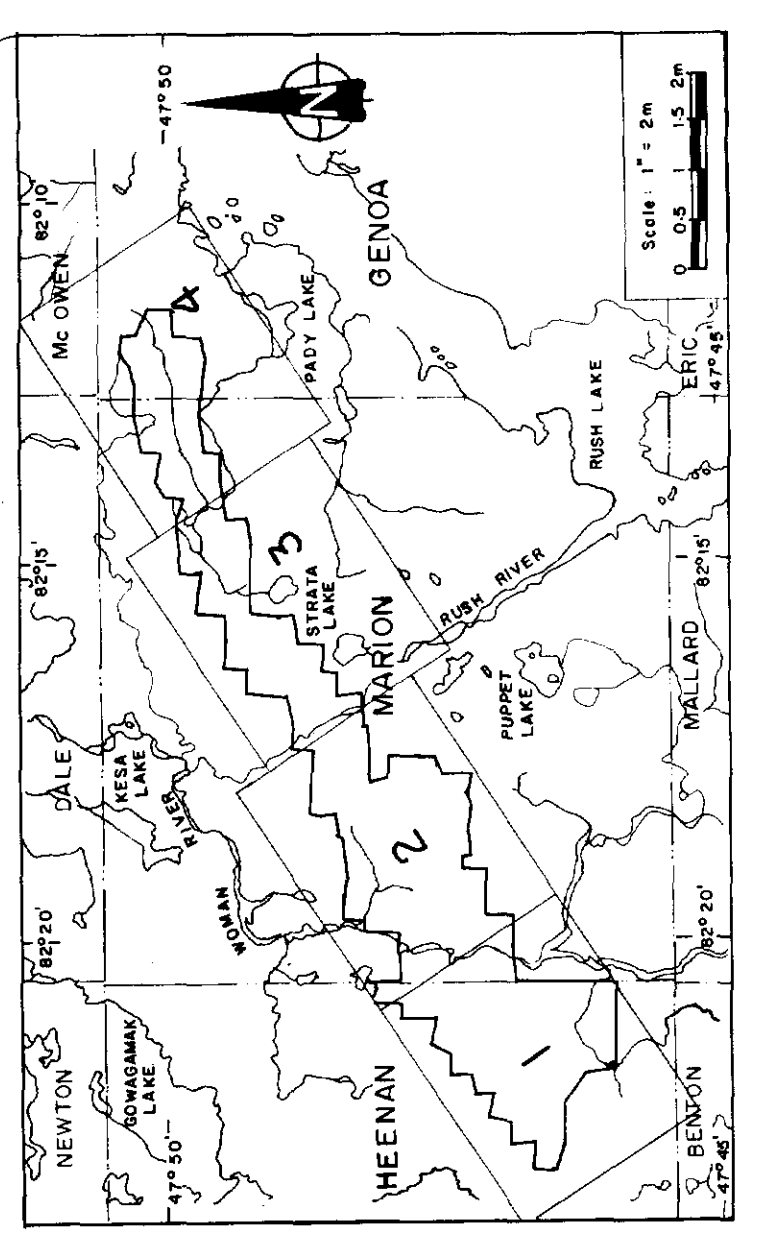 NEWTON
82° 20'
DALE
82° 15'
Mc OWEN
82° 10'
GOWAGAMAK
LAKE
KESA
LAKE
RIVER
WOMAN
47° 50'
47° 50'
N
4
PADY LAKE
GENOA
3
STRATA
LAKE
MARION
HEENAN
2
1
RUSH RIVER
RUSH LAKE
PUPPET
LAKE
BENTON
MALLARD
ERIC
47° 45'
82° 20'
82° 15'
47° 45'
Scale : 1" = 2m
0 0·5 1 1·5 2m